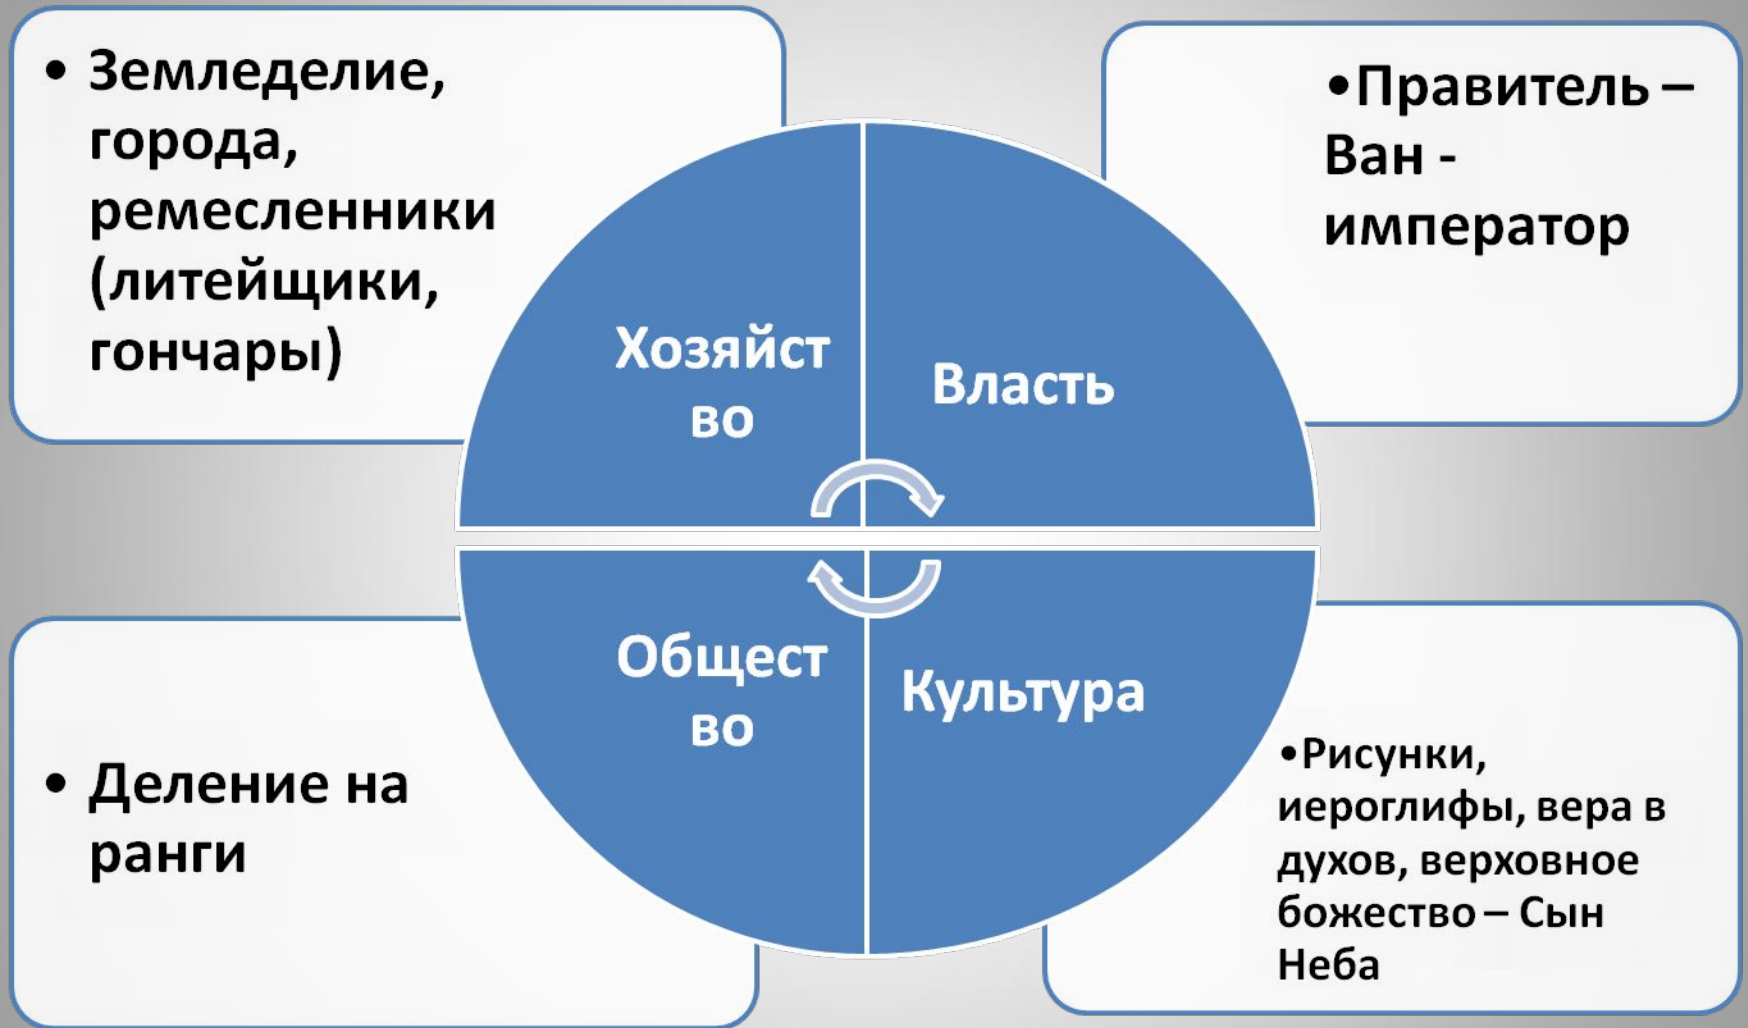 • Земледелие,
города,
ремесленники
(литейщики,
гончары)
•Правитель –
Ван -
император
Хозяйст
во
Власть
Общест
во
Культура
• Деление на
ранги
•Рисунки,
иероглифы, вера в
духов, верховное
божество – Сын
Неба